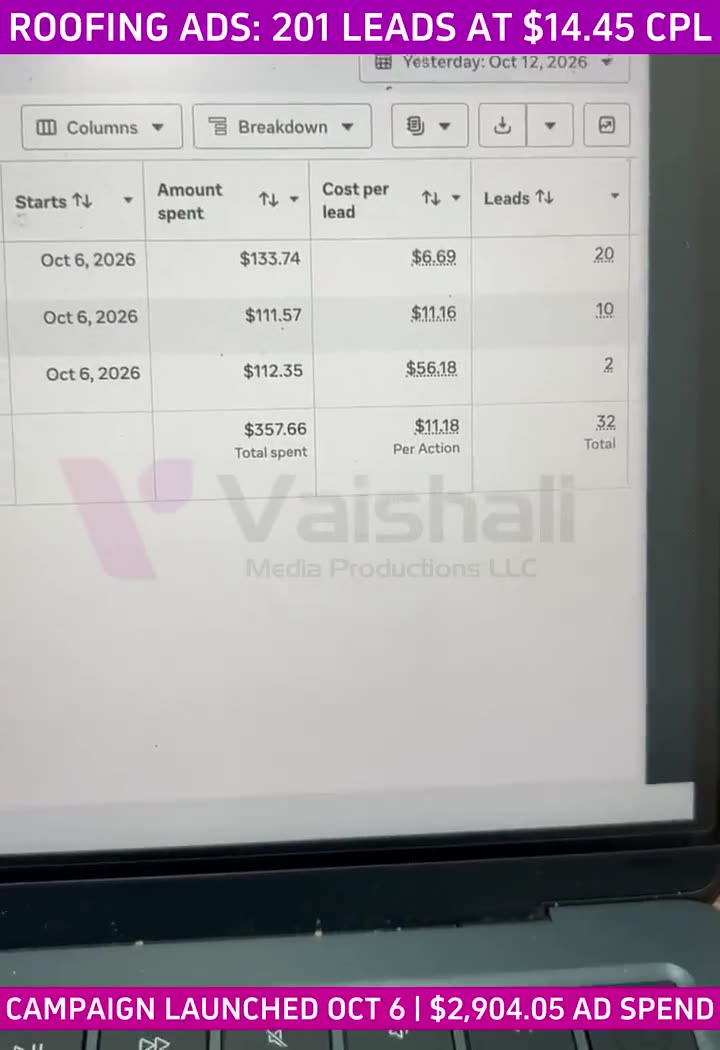 ROOFING ADS: 201 LEADS AT $14.45 CPL
Yesterday: Oct 12, 2026
Columns
Breakdown
Starts
Amount spent
Cost per lead
Leads
Oct 6, 2026 $133.74 $6.69 20
Oct 6, 2026 $111.57 $11.16 10
Oct 6, 2026 $112.35 $56.18 2
$357.66 $11.18 32
Total spent Per Action Total
Vaishali
Media Productions LLC
CAMPAIGN LAUNCHED OCT 6 | $2,904.05 AD SPEND